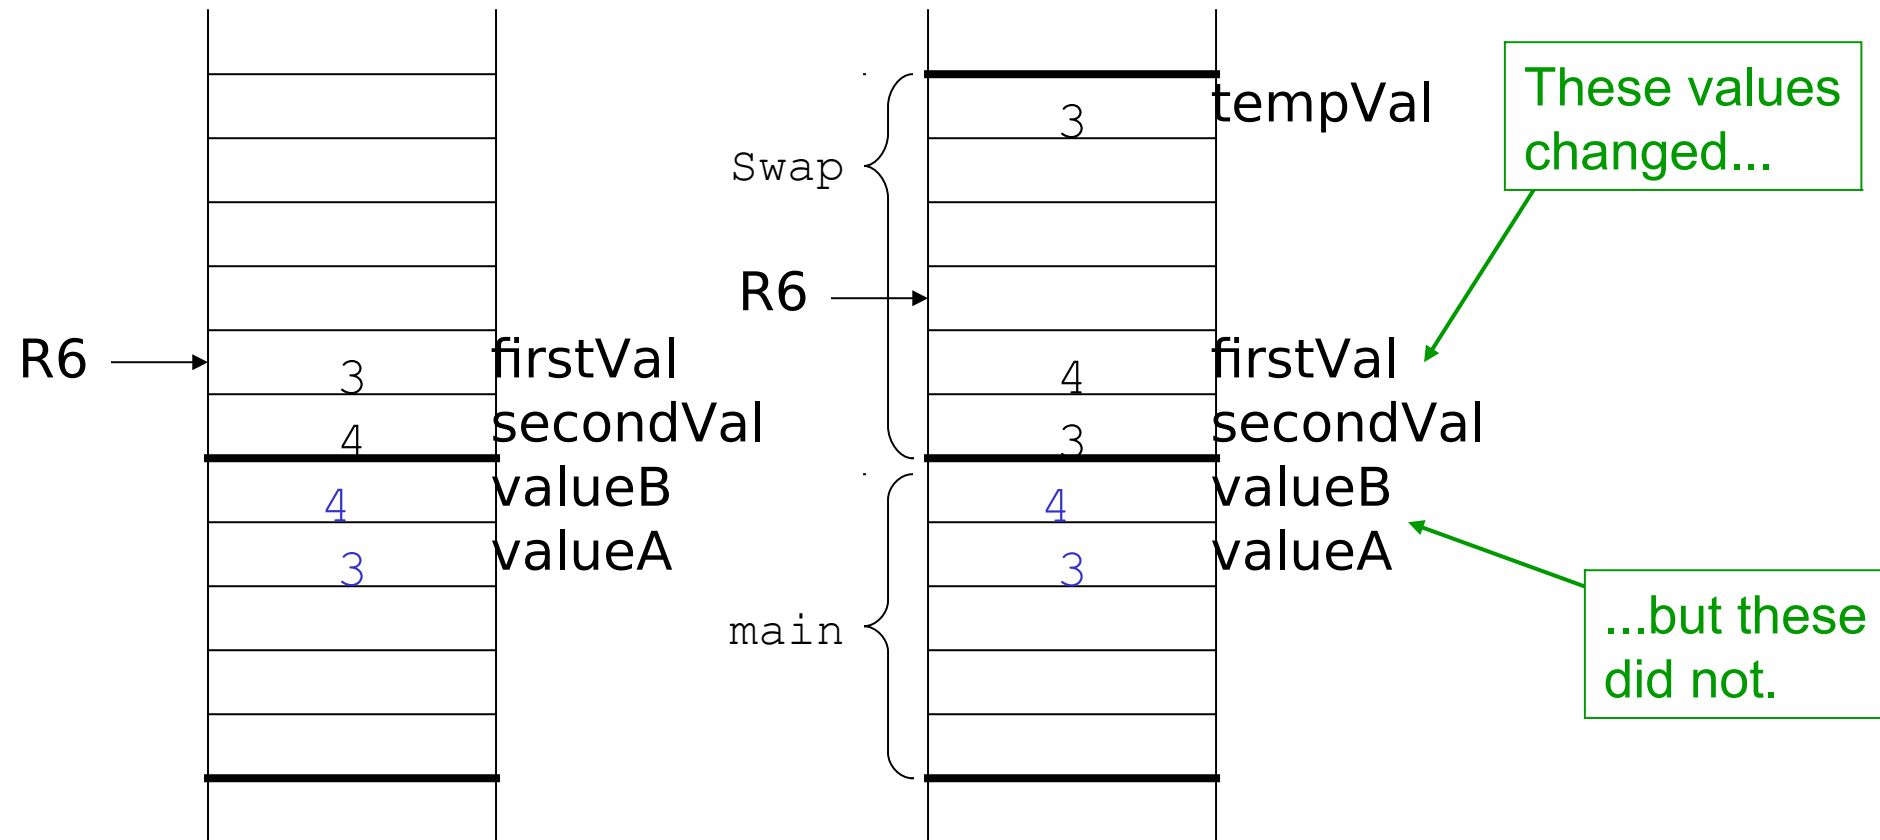 R6
3 firstVal
4 secondVal
4 valueB
3 valueA
Swap
R6
main
3 tempVal
4 firstVal
3 secondVal
4 valueB
3 valueA
These values
changed...
...but these
did not.